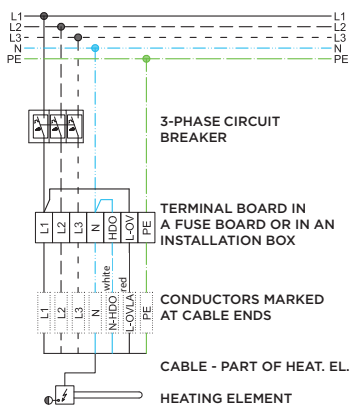 L1 L1
L2 L2
L3 L3
N N
PE PE
3-PHASE CIRCUIT
BREAKER
TERMINAL BOARD IN
A FUSE BOARD OR IN AN
INSTALLATION BOX
L1 L2 L3 N HDO L-OV PE
white red
CONDUCTORS MARKED
AT CABLE ENDS
L1 L2 L3 N N-HDO L-OVLA PE
CABLE - PART OF HEAT. EL.
HEATING ELEMENT